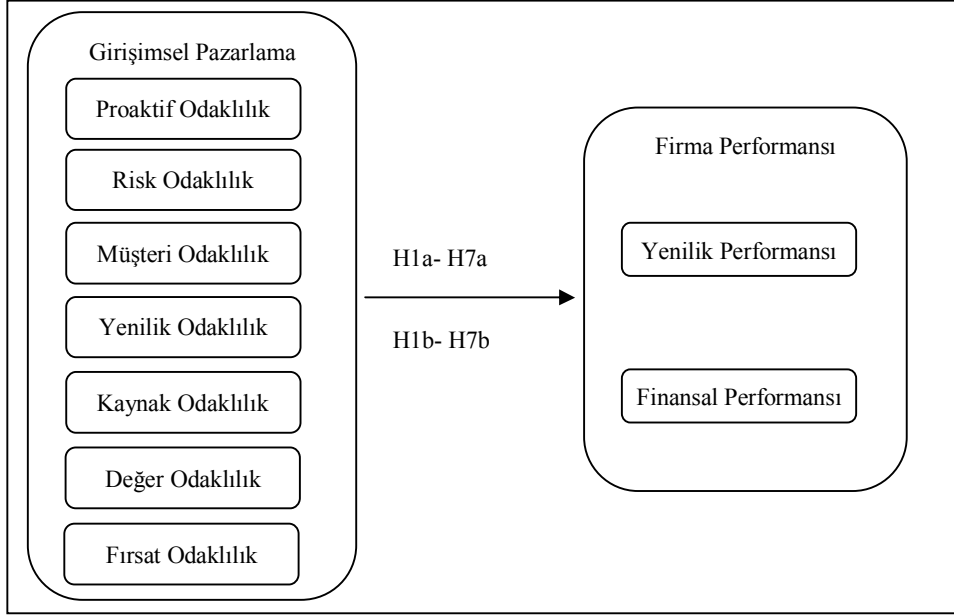 Girişimsel Pazarlama
Proaktif Odaklılık
Risk Odaklılık
Müşteri Odaklılık
Yenilik Odaklılık
Kaynak Odaklılık
Değer Odaklılık
Fırsat Odaklılık
H1a- H7a
H1b- H7b
Firma Performansı
Yenilik Performansı
Finansal Performansı